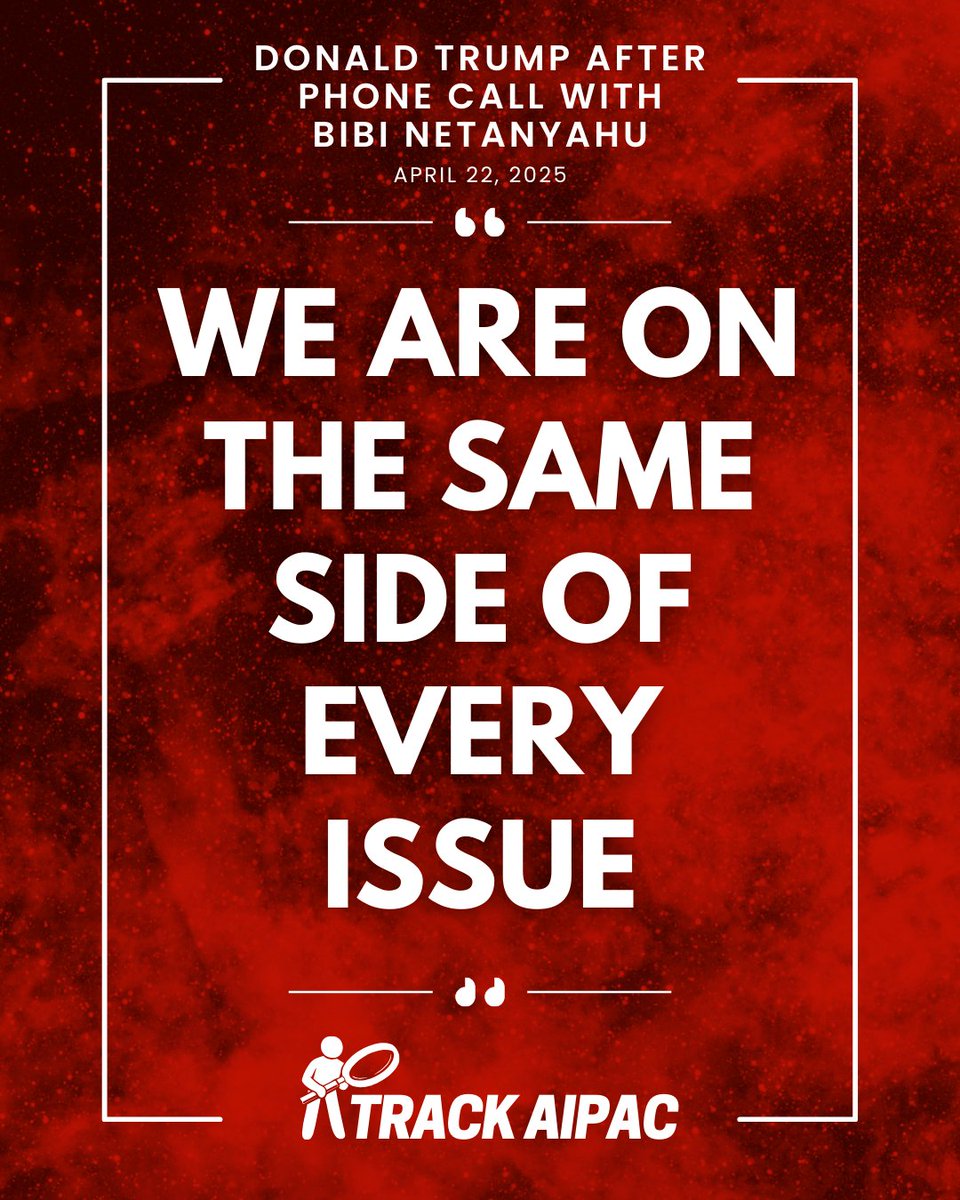 DONALD TRUMP AFTER
PHONE CALL WITH
BIBI NETANYAHU
APRIL 22, 2025
“
WE ARE ON
THE SAME
SIDE OF
EVERY
ISSUE
”
TRACK AIPAC